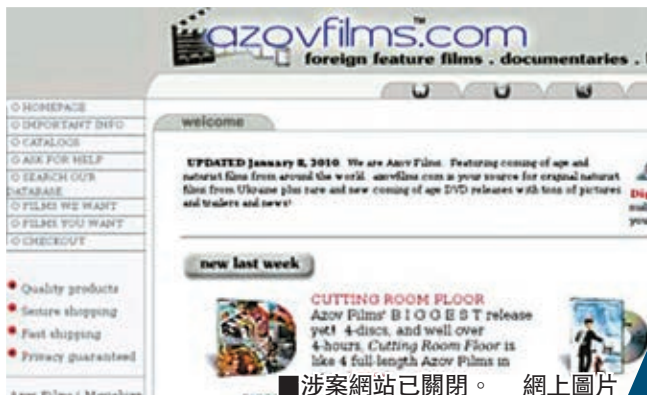 azovfilms.com™
foreign feature films . documentaries .
HOMEPAGE
IMPORTANT INFO
CATALOGS
ASK FOR HELP
SEARCH OUR
DATABASE
FILMS WE WANT
FILMS YOU WANT
CHECKOUT
Quality products
Secure shopping
Fast shipping
Privacy guaranteed
welcome
UPDATED January 8, 2010. We are Azov Films. Featuring coming of age and
naturist films from around the world. azovfilms.com is your source for original naturist
films from Ukraine plus rare and new coming of age DVD releases with tons of pictures
and trailers and news!
new last week
CUTTING ROOM FLOOR
Azov Films' B I G G E S T release
yet! 4-discs, and well over
4-hours, Cutting Room Floor is
like 4 full-length Azov Films in
■涉案網站已關閉。 網上圖片